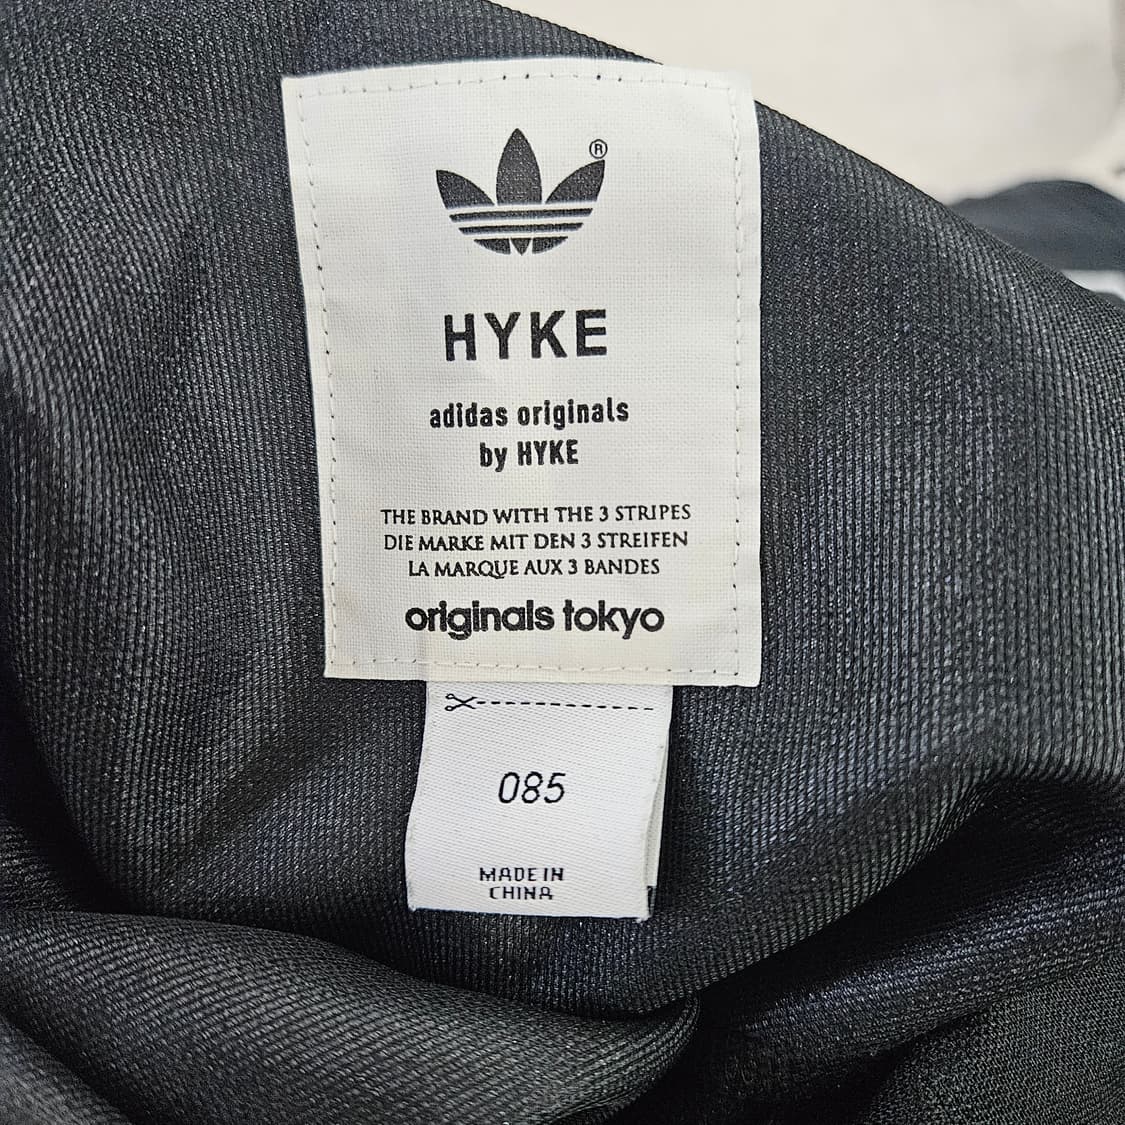 ®
HYKE
adidas originals
by HYKE
THE BRAND WITH THE 3 STRIPES
DIE MARKE MIT DEN 3 STREIFEN
LA MARQUE AUX 3 BANDES
originals tokyo
085
MADE IN
CHINA